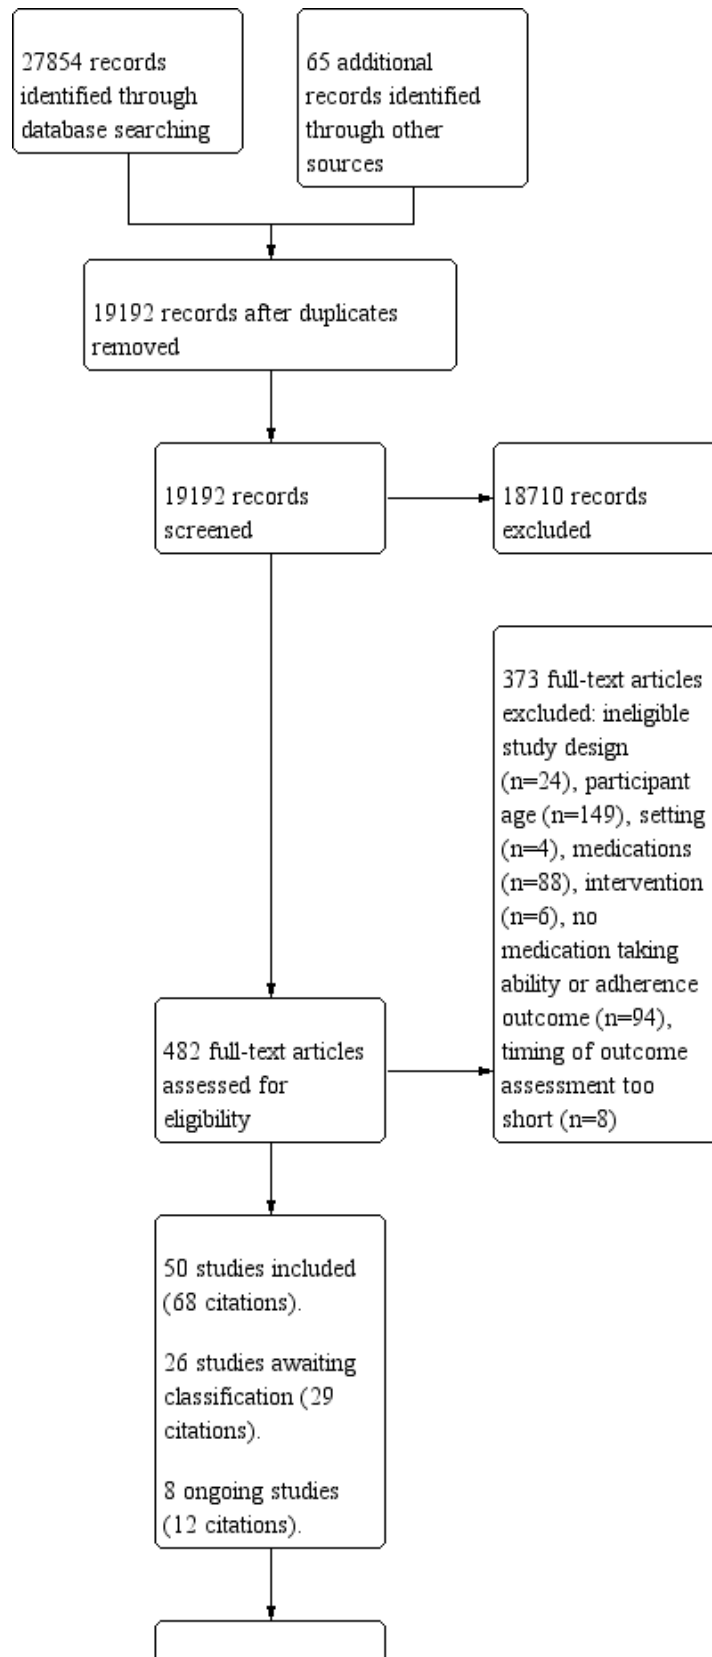 27854 records
identified through
database searching
65 additional
records identified
through other
sources
19192 records after duplicates
removed
19192 records
screened
18710 records
excluded
373 full-text articles
excluded: ineligible
study design
(n=24), participant
age (n=149), setting
(n=4), medications
(n=88), intervention
(n=6), no
medication taking
ability or adherence
outcome (n=94),
timing of outcome
assessment too
short (n=8)
482 full-text articles
assessed for
eligibility
50 studies included
(68 citations).
26 studies awaiting
classification (29
citations).
8 ongoing studies
(12 citations).